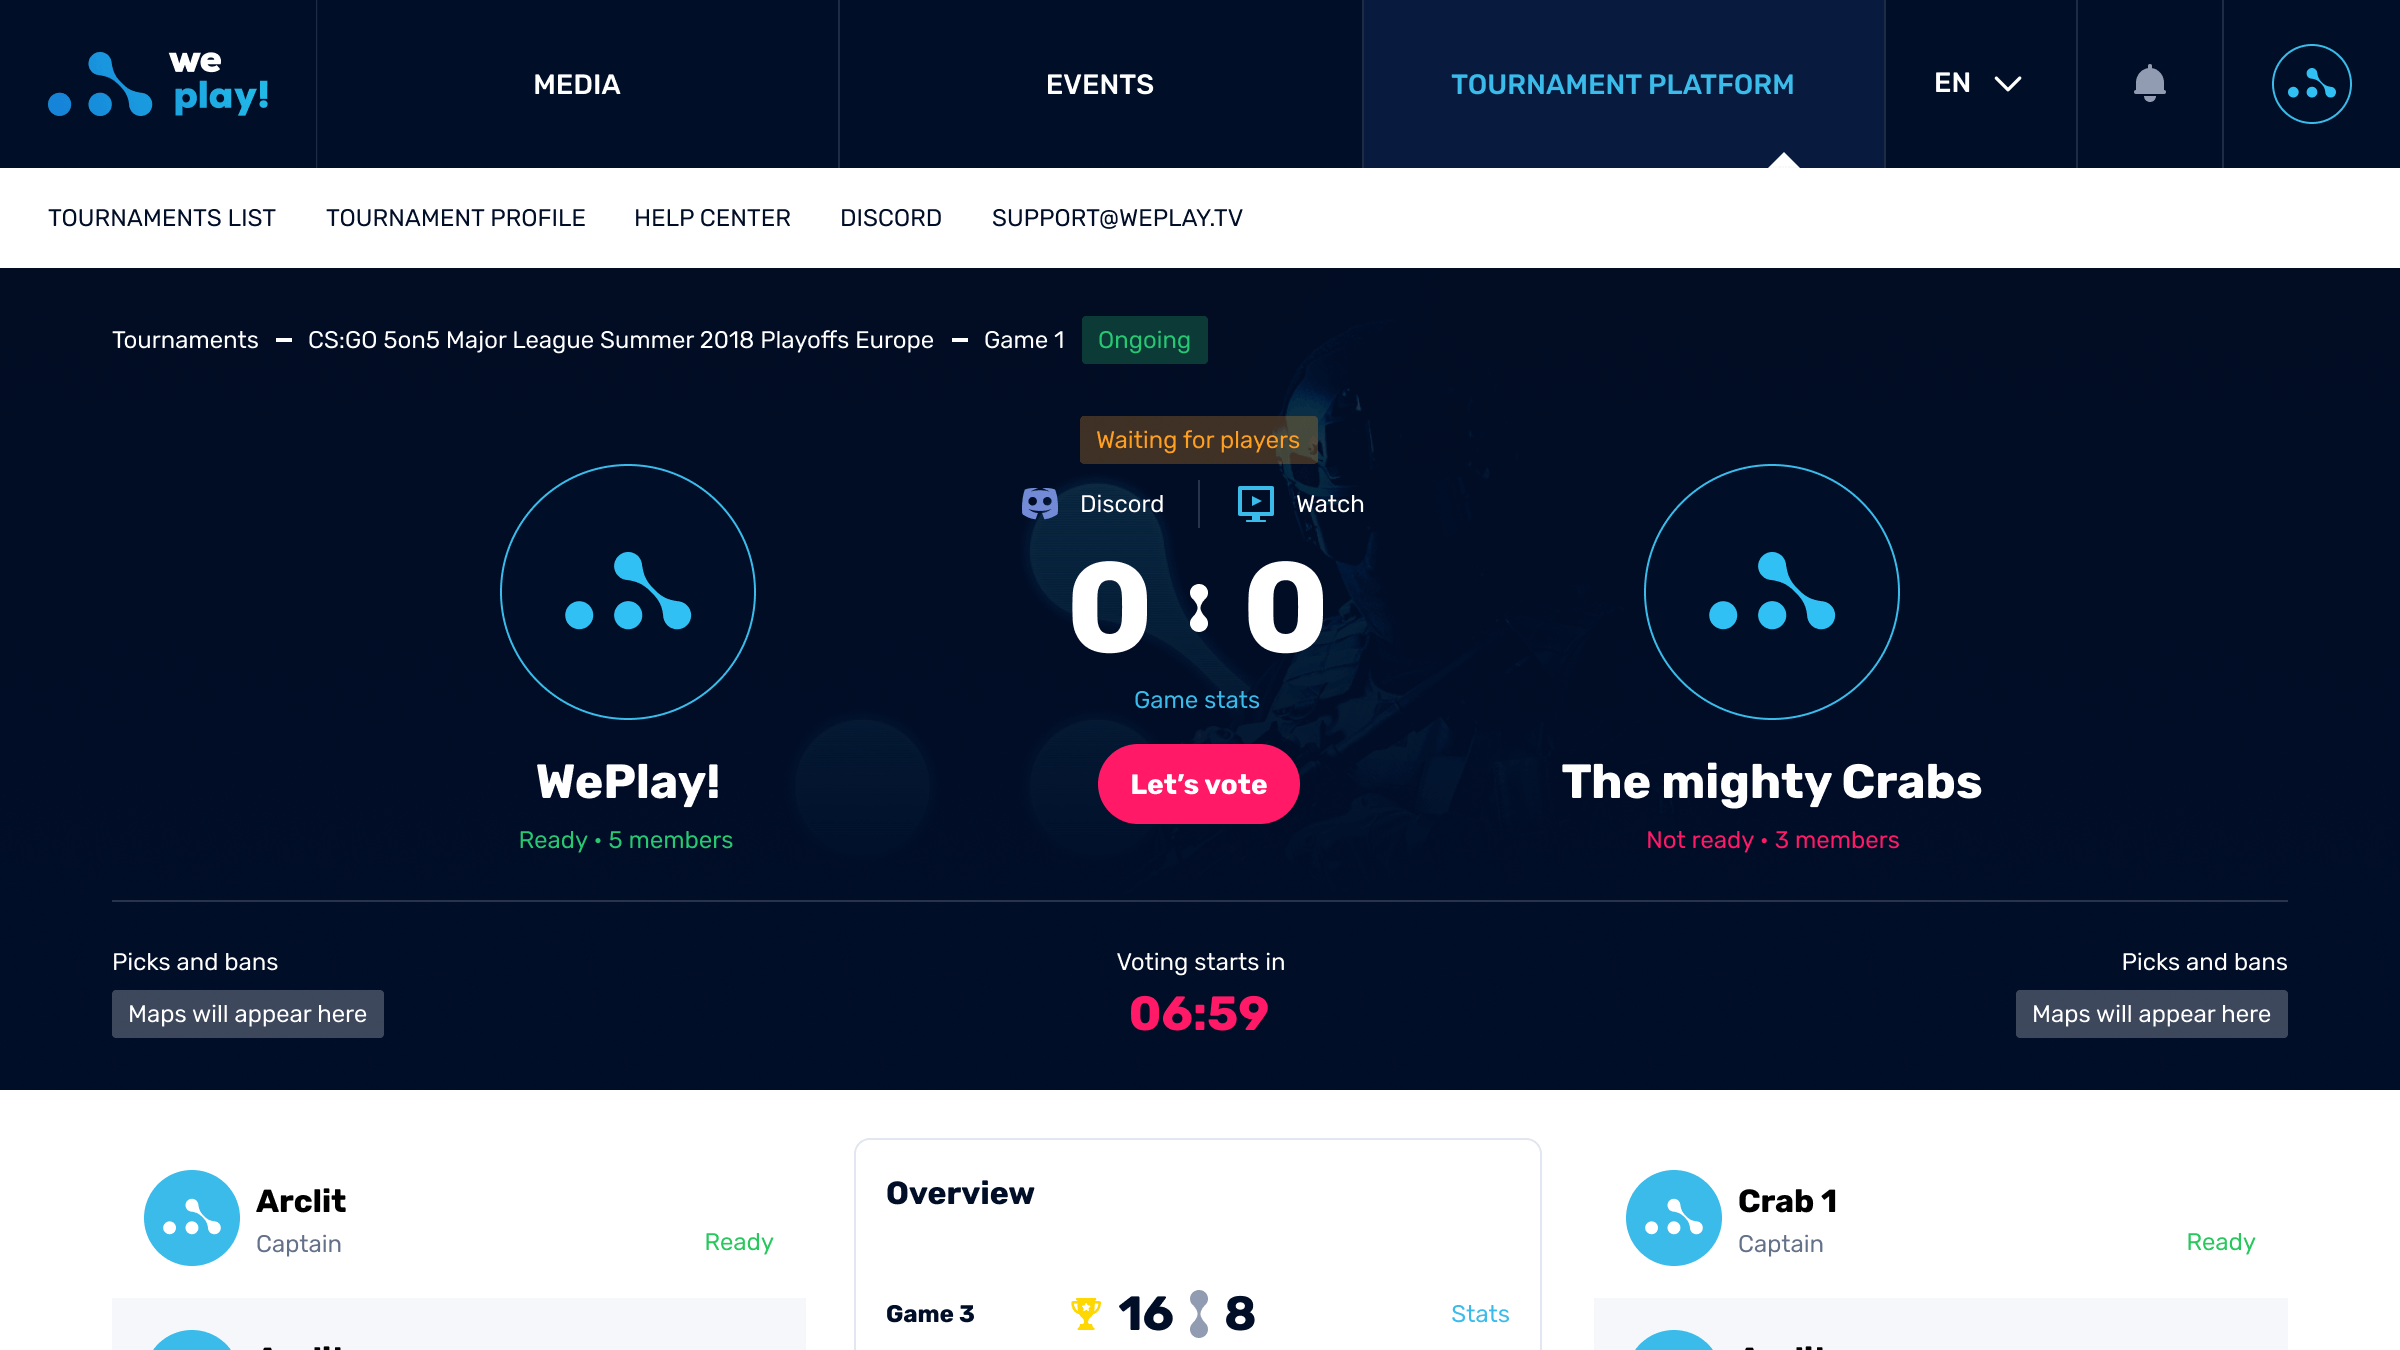 we
play!
MEDIA
EVENTS
TOURNAMENT PLATFORM
EN
TOURNAMENTS LIST
TOURNAMENT PROFILE
HELP CENTER
DISCORD
SUPPORT@WEPLAY.TV
Tournaments — CS:GO 5on5 Major League Summer 2018 Playoffs Europe — Game 1
Ongoing
Waiting for players
Discord
Watch
0 : 0
Game stats
Let’s vote
WePlay!
Ready • 5 members
The mighty Crabs
Not ready • 3 members
Picks and bans
Maps will appear here
Voting starts in
06:59
Picks and bans
Maps will appear here
Arclit
Captain
Ready
Overview
Game 3
16 : 8
Stats
Crab 1
Captain
Ready